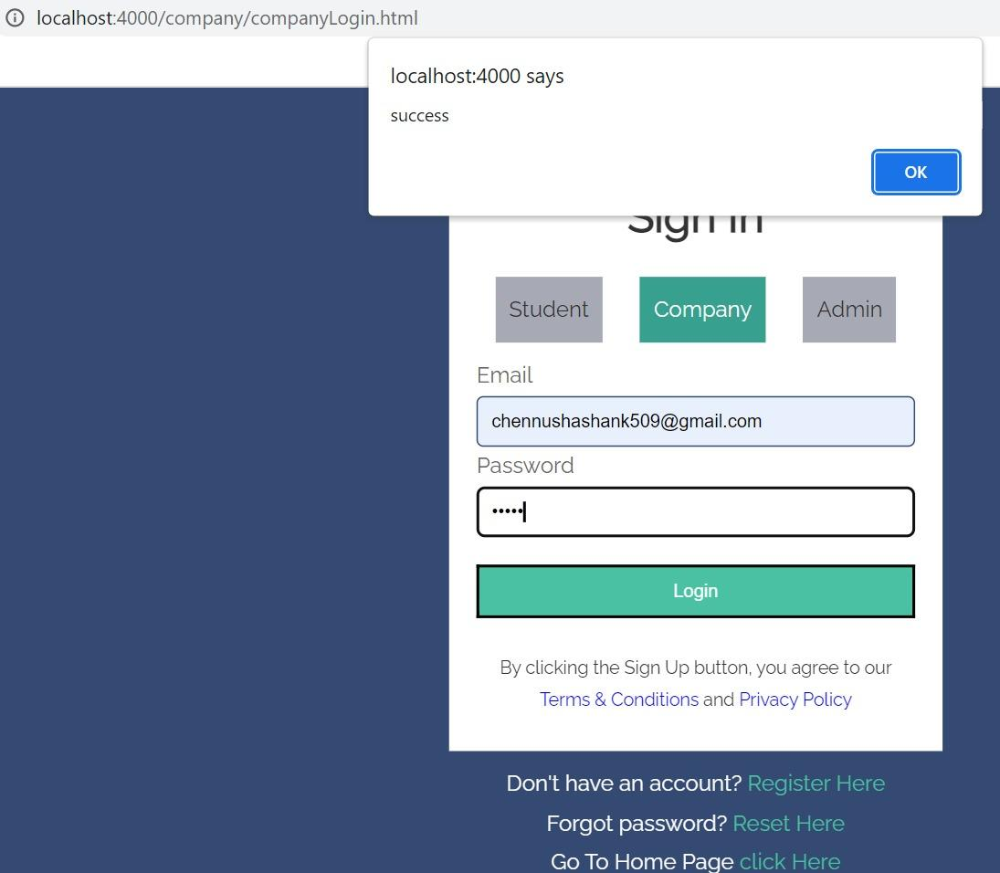 localhost:4000/company/companyLogin.html
localhost:4000 says
success
OK
Sign In
Student Company Admin
Email
chennushashank509@gmail.com
Password
•••••
Login
By clicking the Sign Up button, you agree to our
Terms & Conditions and Privacy Policy
Don't have an account? Register Here
Forgot password? Reset Here
Go To Home Page click Here